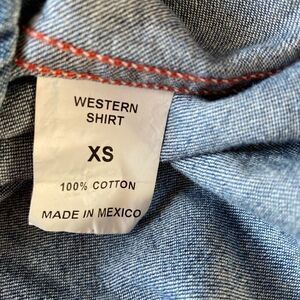 WESTERN
SHIRT
XS
100% COTTON
MADE IN MEXICO